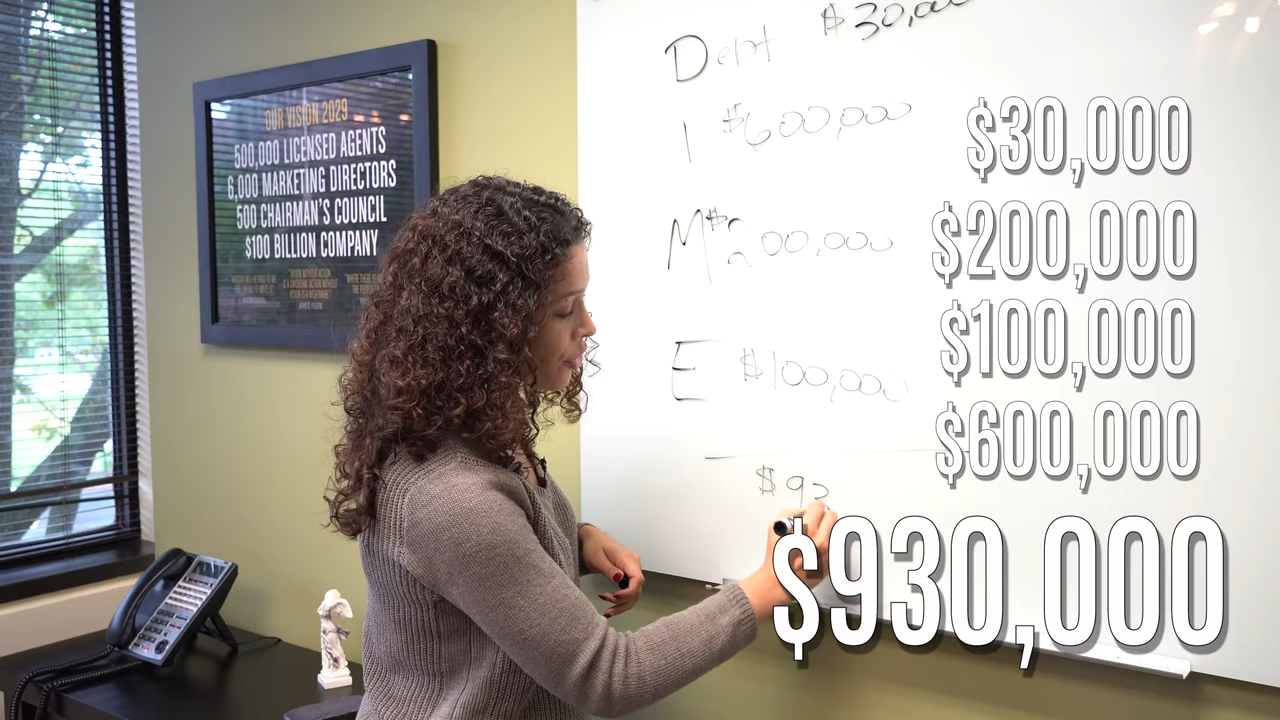 OUR VISION 2029
500,000 LICENSED AGENTS
6,000 MARKETING DIRECTORS
500 CHAIRMAN'S COUNCIL
$100 BILLION COMPANY
Debt $30,000
I $600,000
M $200,000
E $100,000
$93
$30,000
$200,000
$100,000
$600,000
$930,000